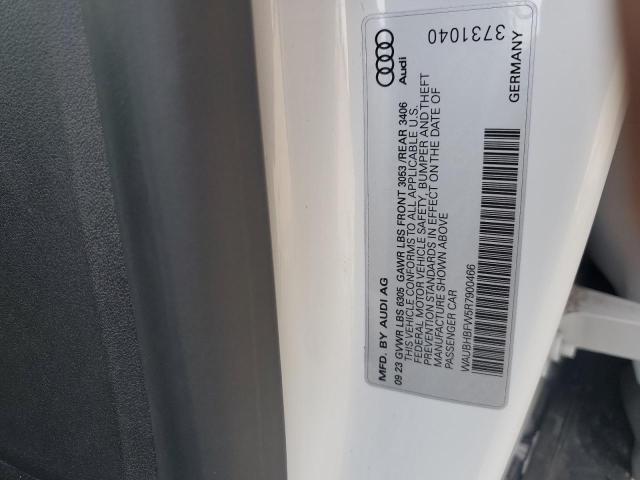 3731040
Audi
GERMANY
MFD. BY AUDI AG
09 23 GVWR LBS 6305 GAWR LBS FRONT 3053 /REAR 3406
THIS VEHICLE CONFORMS TO ALL APPLICABLE U.S.
FEDERAL MOTOR VEHICLE SAFETY, BUMPER AND THEFT
PREVENTION STANDARDS IN EFFECT ON THE DATE OF
MANUFACTURE SHOWN ABOVE
PASSENGER CAR
WAUBHBFW5R7900466